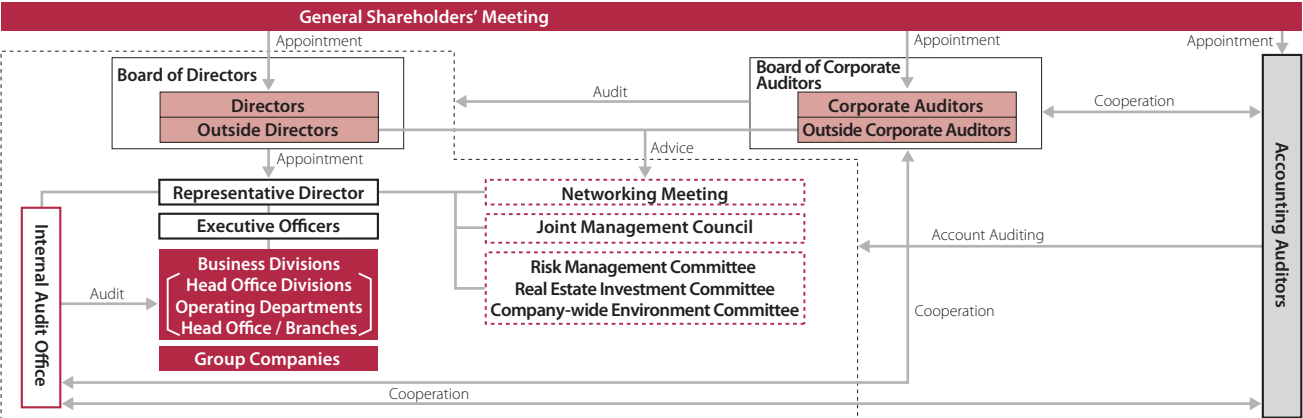 General Shareholders’ Meeting
Appointment
Appointment
Appointment
Board of Directors
Directors
Outside Directors
Audit
Board of Corporate
Auditors
Corporate Auditors
Outside Corporate Auditors
Cooperation
Appointment
Advice
Representative Director
Executive Officers
Business Divisions
Head Office Divisions
Operating Departments
Head Office / Branches
Group Companies
Networking Meeting
Joint Management Council
Risk Management Committee
Real Estate Investment Committee
Company-wide Environment Committee
Internal Audit Office
Audit
Account Auditing
Cooperation
Cooperation
Accounting Auditors